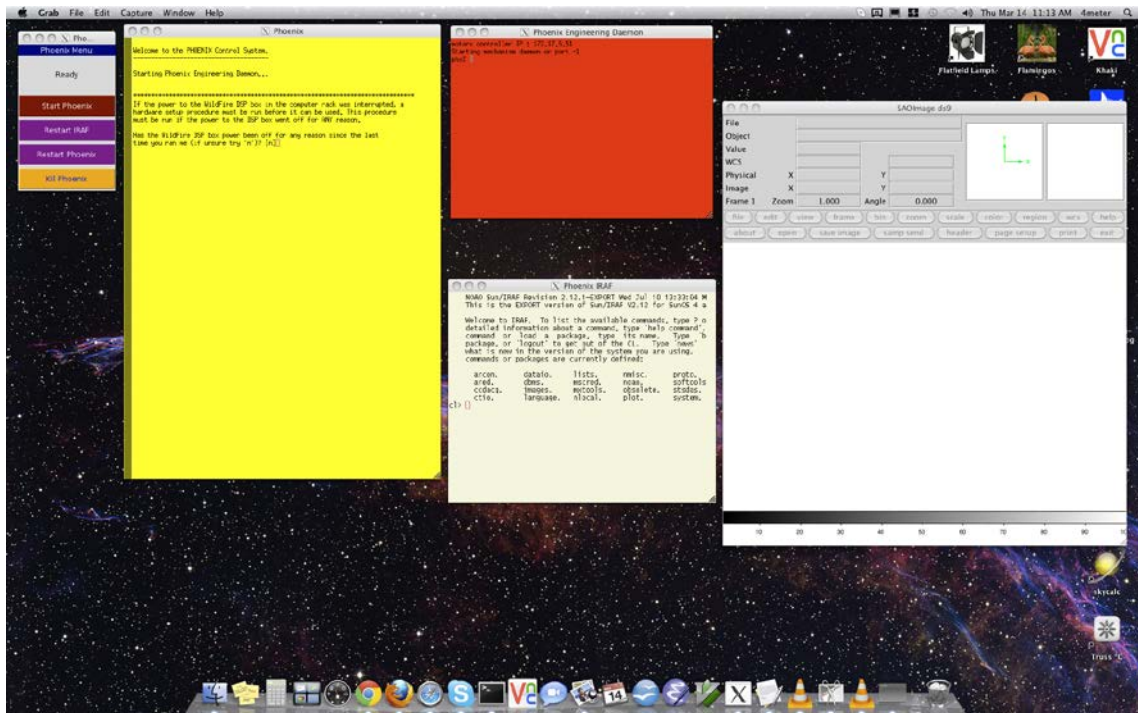 Grab File Edit Capture Window Help
Thu Mar 14 11:13 AM 4meter
Pho...
Phoenix Menu
Ready
Start Phoenix
Restart IRAF
Restart Phoenix
Kill Phoenix
Phoenix
Welcome to the PHOENIX Control System.
Starting Phoenix Engineering Daemon...
If the power to the WildFire DSP box in the computer rack was interrupted, a
hardware setup procedure must be run before it can be used. This procedure
must be run if the power to the DSP box went off for ANY reason.
Has the WildFire DSP box power been off for any reason since the last
time you ran me (if unsure try 'n')? [n]
Phoenix Engineering Daemon
motors controller IP : 172.17.5.51
Starting mechanism daemon on port -1
Phoenix IRAF
NOAO Sun/IRAF Revision 2.12.1-EXPORT Wed Jul 10 13:33:04 M
This is the EXPORT version of Sun/IRAF V2.12 for SunOS 4 a
Welcome to IRAF. To list the available commands, type ? o
detailed information about a command, type 'help command',
command or load a package, type its name. Type 'b
package, or 'logout' to get out of the CL. Type 'news'
what is new in the version of the system you are using.
commands or packages are currently defined:
arcon. dataio. lists. nmisc. proto.
ared. dbms. mscred. noao. softools
ccdacq. images. mytools. obsolete. stsdas.
ctio. language. nlocal. plot. system.
cl>
Flatfield Lamps Flamingos Khaki
SAOImage ds9
File
Object
Value
WCS
Physical X Y
Image X Y
Frame 1 Zoom 1.000 Angle 0.000
file edit view frame bin zoom scale color region wcs help
about open save image samp send header page setup print exit
10 20 30 40 50 60 70 80 90
skycalc
Truss °C
14